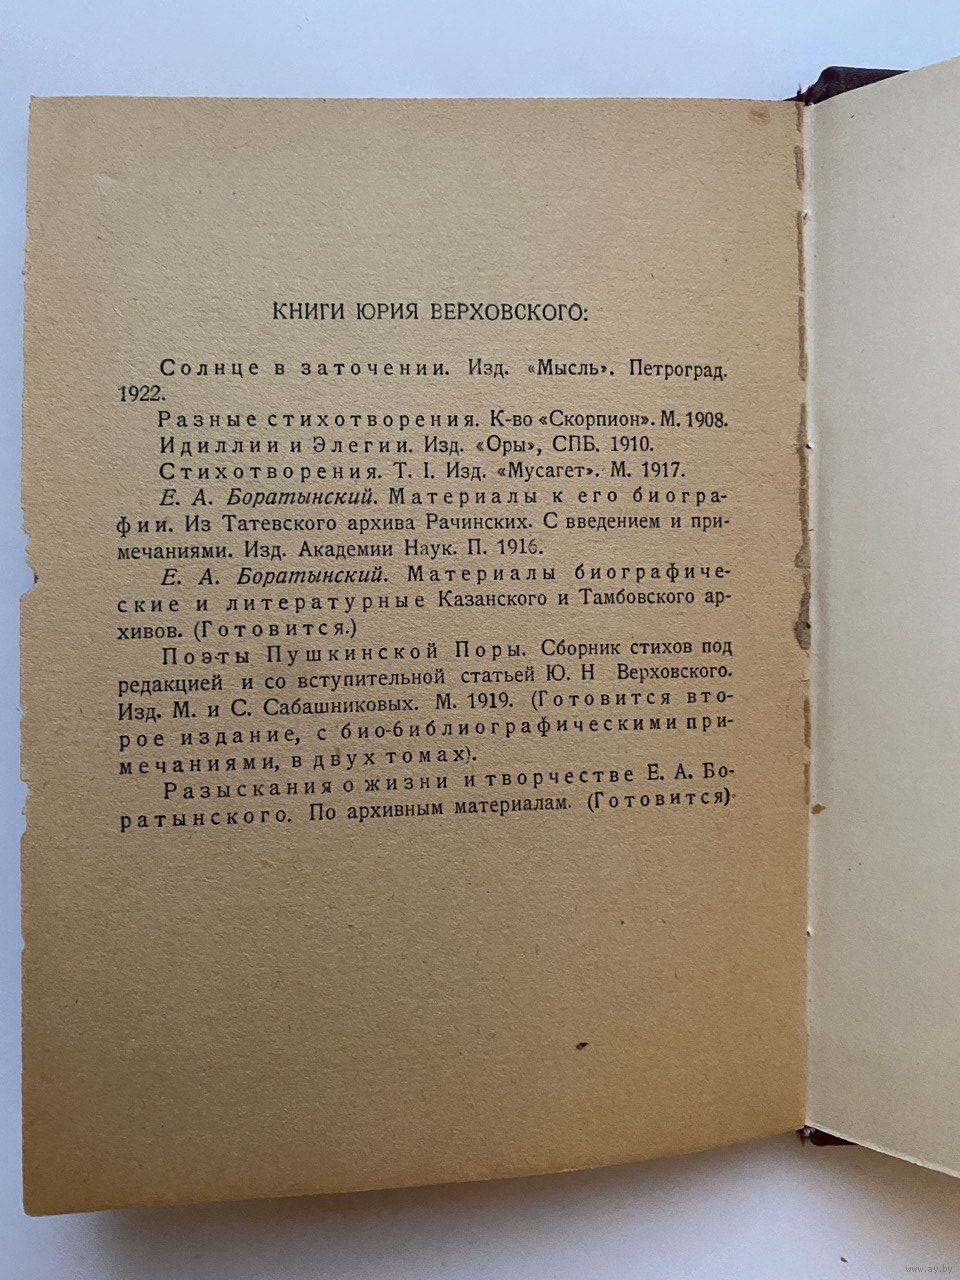 КНИГИ ЮРИЯ ВЕРХОВСКОГО:
Солнце в заточении. Изд. «Мысль». Петроград.
1922.
Разные стихотворения. К-во «Скорпион». М. 1908.
Идиллии и Элегии. Изд. «Оры», СПБ. 1910.
Стихотворения. Т. I. Изд. «Мусагет». М. 1917.
Е. А. Боратынский. Материалы к его биогра-
фии. Из Татевского архива Рачинских. С введением и при-
мечаниями. Изд. Академии Наук. П. 1916.
Е. А. Боратынский. Материалы биографиче-
ские и литературные Казанского и Тамбовского ар-
хивов. (Готовится.)
Поэты Пушкинской Поры. Сборник стихов под
редакцией и со вступительной статьей Ю. Н Верховского.
Изд. М. и С. Сабашниковых. М. 1919. (Готовится вто-
рое издание, с био-библиографическими при-
мечаниями, в двух томах).
Разыскания о жизни и творчестве Е. А. Бо-
ратынского. По архивным материалам. (Готовится).
www.ay.by